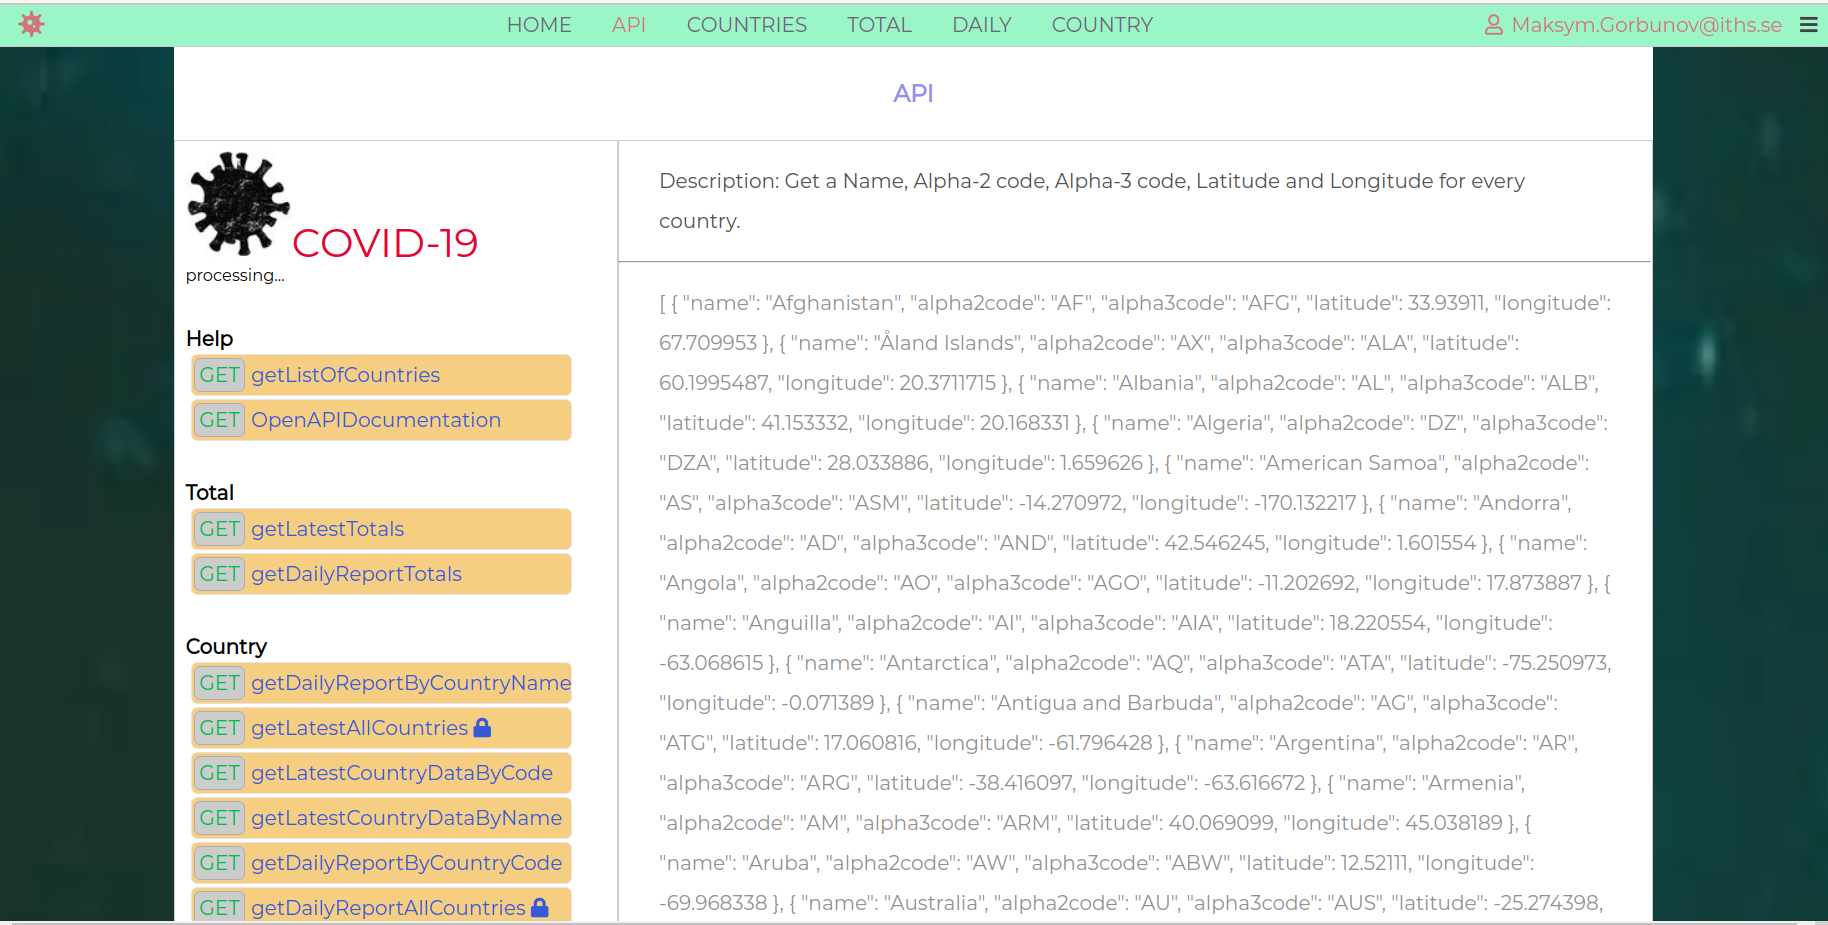 HOME API COUNTRIES TOTAL DAILY COUNTRY Maksym.Gorbunov@iths.se
API
COVID-19
processing...
Help
GET getListOfCountries
GET OpenAPIDocumentation
Total
GET getLatestTotals
GET getDailyReportTotals
Country
GET getDailyReportByCountryName
GET getLatestAllCountries
GET getLatestCountryDataByCode
GET getLatestCountryDataByName
GET getDailyReportByCountryCode
GET getDailyReportAllCountries
Description: Get a Name, Alpha-2 code, Alpha-3 code, Latitude and Longitude for every
country.
[ { "name": "Afghanistan", "alpha2code": "AF", "alpha3code": "AFG", "latitude": 33.93911, "longitude":
67.709953 }, { "name": "Åland Islands", "alpha2code": "AX", "alpha3code": "ALA", "latitude":
60.1995487, "longitude": 20.3711715 }, { "name": "Albania", "alpha2code": "AL", "alpha3code": "ALB",
"latitude": 41.153332, "longitude": 20.168331 }, { "name": "Algeria", "alpha2code": "DZ", "alpha3code":
"DZA", "latitude": 28.033886, "longitude": 1.659626 }, { "name": "American Samoa", "alpha2code":
"AS", "alpha3code": "ASM", "latitude": -14.270972, "longitude": -170.132217 }, { "name": "Andorra",
"alpha2code": "AD", "alpha3code": "AND", "latitude": 42.546245, "longitude": 1.601554 }, { "name":
"Angola", "alpha2code": "AO", "alpha3code": "AGO", "latitude": -11.202692, "longitude": 17.873887 }, {
"name": "Anguilla", "alpha2code": "AI", "alpha3code": "AIA", "latitude": 18.220554, "longitude":
-63.068615 }, { "name": "Antarctica", "alpha2code": "AQ", "alpha3code": "ATA", "latitude": -75.250973,
"longitude": -0.071389 }, { "name": "Antigua and Barbuda", "alpha2code": "AG", "alpha3code":
"ATG", "latitude": 17.060816, "longitude": -61.796428 }, { "name": "Argentina", "alpha2code": "AR",
"alpha3code": "ARG", "latitude": -38.416097, "longitude": -63.616672 }, { "name": "Armenia",
"alpha2code": "AM", "alpha3code": "ARM", "latitude": 40.069099, "longitude": 45.038189 }, {
"name": "Aruba", "alpha2code": "AW", "alpha3code": "ABW", "latitude": 12.52111, "longitude":
-69.968338 }, { "name": "Australia", "alpha2code": "AU", "alpha3code": "AUS", "latitude": -25.274398,